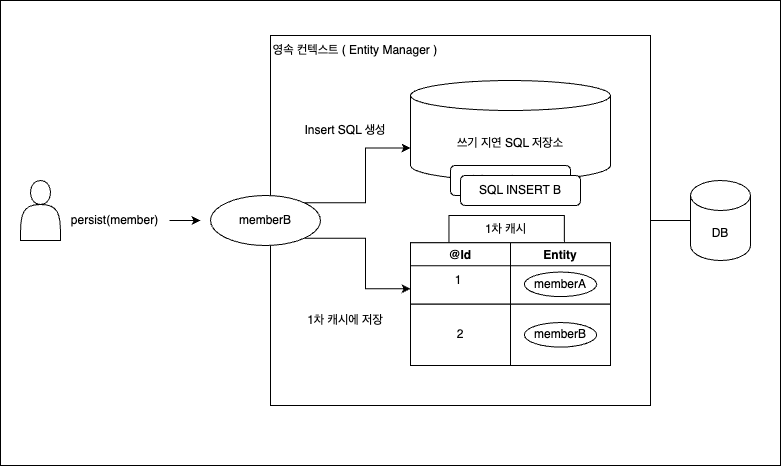 영속 컨텍스트 ( Entity Manager )
Insert SQL 생성
쓰기 지연 SQL 저장소
SQL INSERT B
persist(member)
memberB
1차 캐시
@Id Entity
1 memberA
2 memberB
1차 캐시에 저장
DB